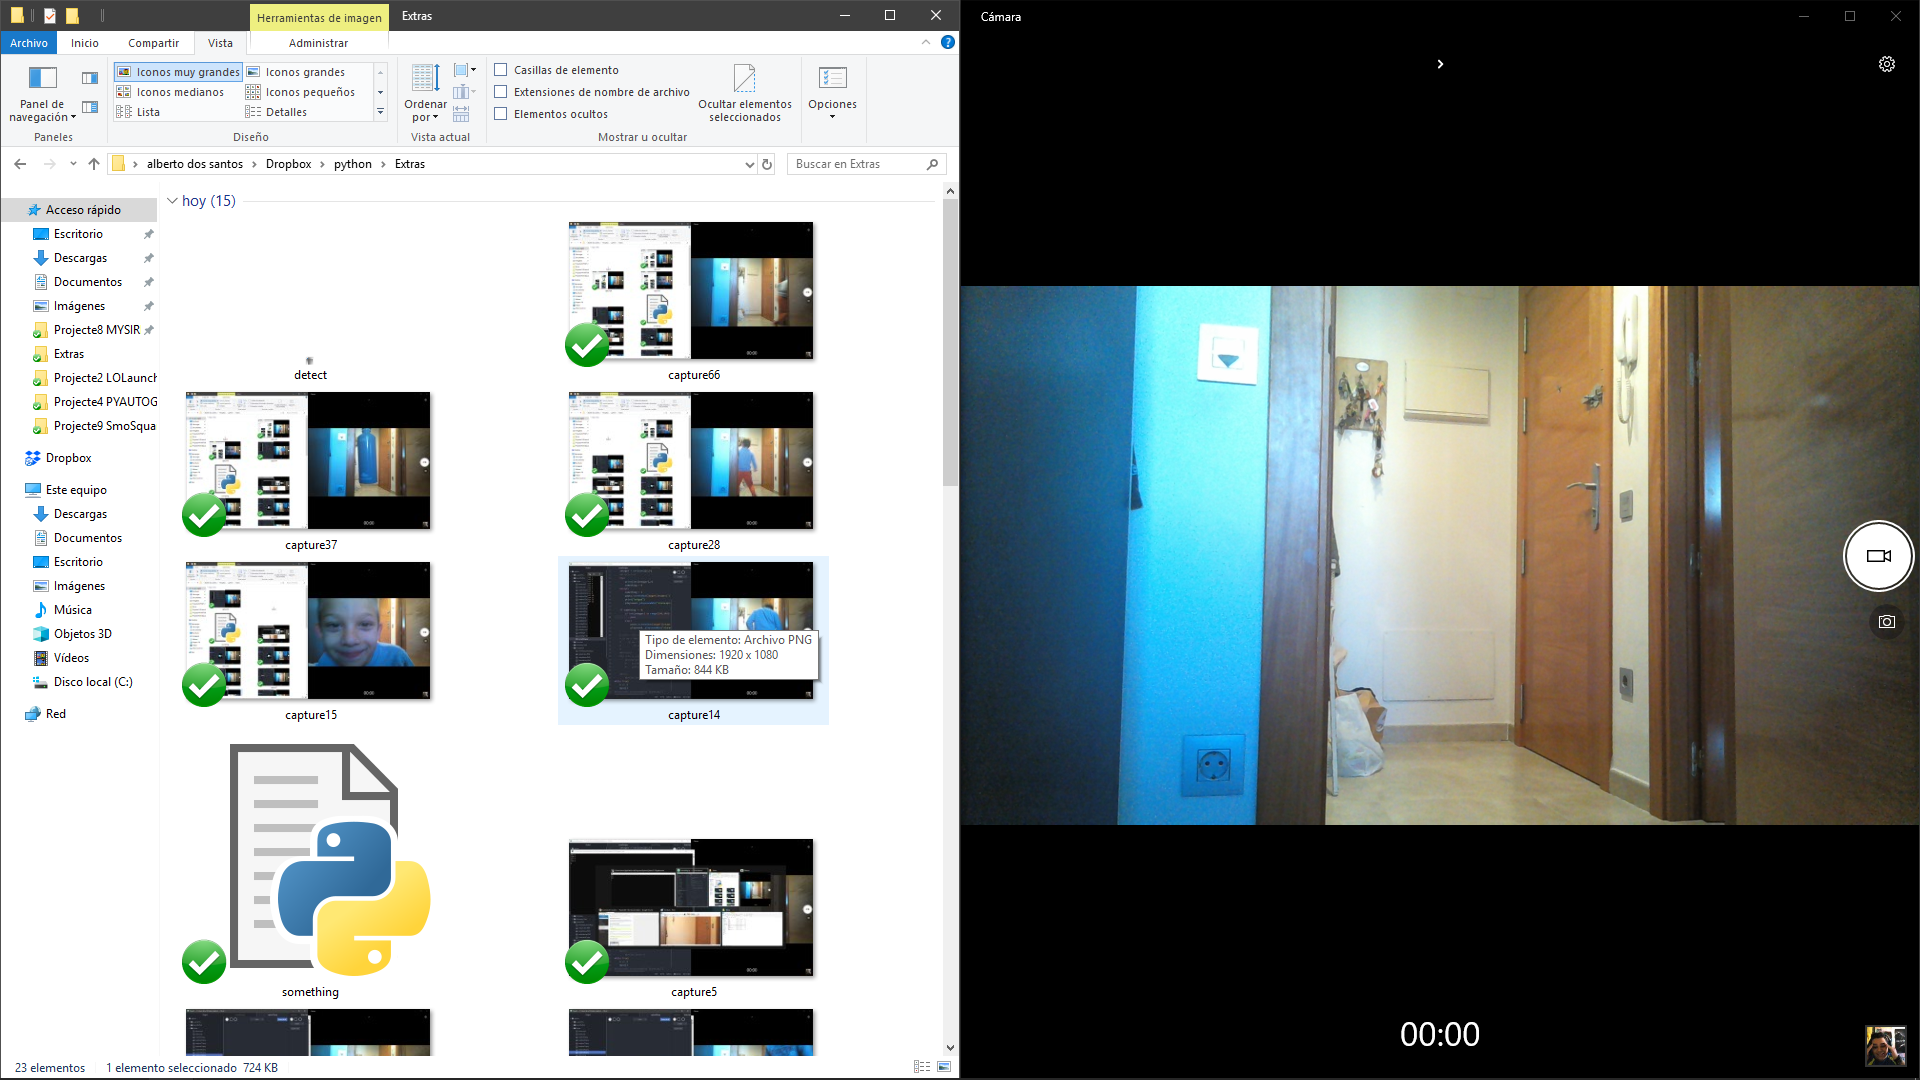 Herramientas de imagen
Extras
Archivo
Inicio
Compartir
Vista
Administrar
Panel de navegación
Paneles
Iconos muy grandes
Iconos grandes
Iconos medianos
Iconos pequeños
Lista
Detalles
Diseño
Ordenar por
Vista actual
Casillas de elemento
Extensiones de nombre de archivo
Elementos ocultos
Ocultar elementos seleccionados
Mostrar u ocultar
Opciones
alberto dos santos > Dropbox > python > Extras
Buscar en Extras
Acceso rápido
Escritorio
Descargas
Documentos
Imágenes
Projecte8 MYSIR
Extras
Projecte2 LOLaunch
Projecte4 PYAUTOG
Projecte9 SmoSqua
Dropbox
Este equipo
Descargas
Documentos
Escritorio
Imágenes
Música
Objetos 3D
Vídeos
Disco local (C:)
Red
hoy (15)
detect
capture66
capture37
capture28
capture15
capture14
Tipo de elemento: Archivo PNG
Dimensiones: 1920 x 1080
Tamaño: 844 KB
something
capture5
23 elementos
1 elemento seleccionado 724 KB
Cámara
00:00